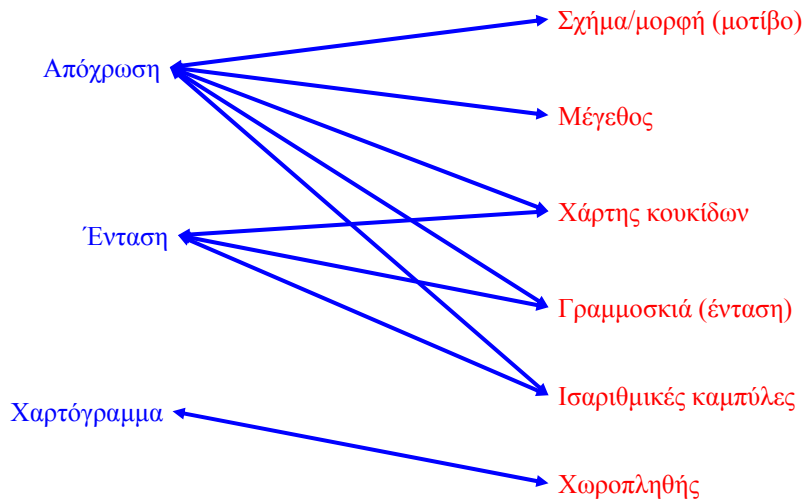 Απόχρωση
Ένταση
Χαρτόγραμμα
Σχήμα/μορφή (μοτίβο)
Μέγεθος
Χάρτης κουκίδων
Γραμμοσκιά (ένταση)
Ισαριθμικές καμπύλες
Χωροπληθής